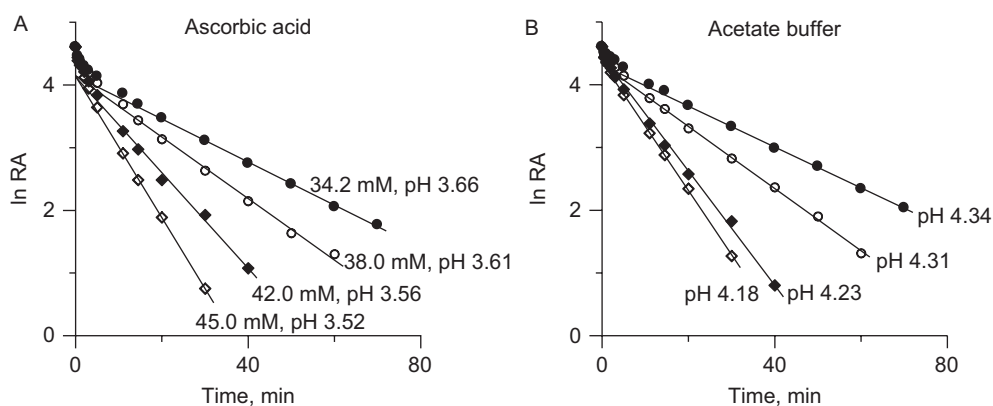 A
Ascorbic acid
4
2
0
ln RA
34.2 mM, pH 3.66
38.0 mM, pH 3.61
42.0 mM, pH 3.56
45.0 mM, pH 3.52
0
40
80
Time, min
B
Acetate buffer
4
2
0
ln RA
pH 4.34
pH 4.31
pH 4.18
pH 4.23
0
40
80
Time, min